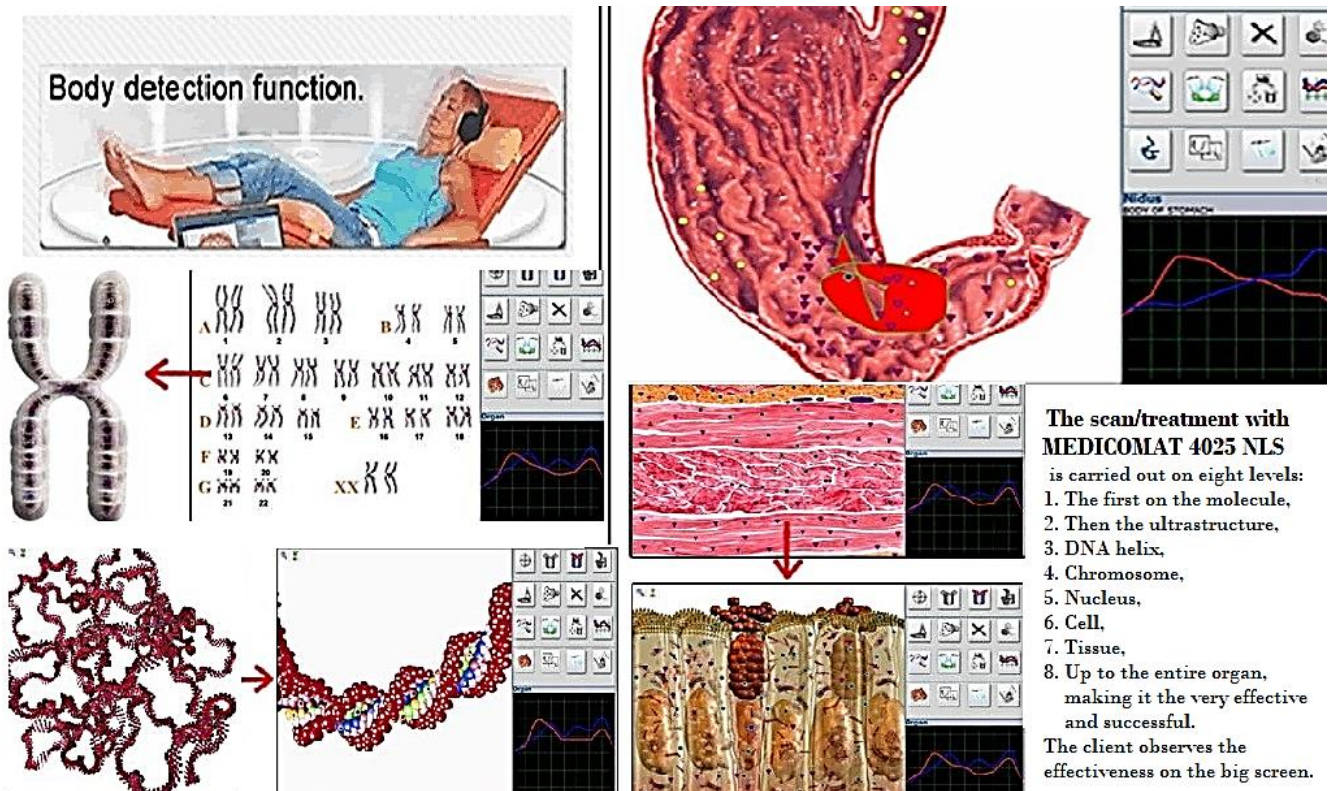 Body detection function.
A
B
1
2
3
4
5
C
6
7
8
9
10
11
12
D
E
13
14
15
16
17
18
F
19
20
G
XX
21
22
Organ
Nidus
BODY OF STOMACH
Organ
Organ
Organ
The scan/treatment with
MEDICOMAT 4025 NLS
is carried out on eight levels:
1. The first on the molecule,
2. Then the ultrastructure,
3. DNA helix,
4. Chromosome,
5. Nucleus,
6. Cell,
7. Tissue,
8. Up to the entire organ,
making it the very effective
and successful.
The client observes the
effectiveness on the big screen.